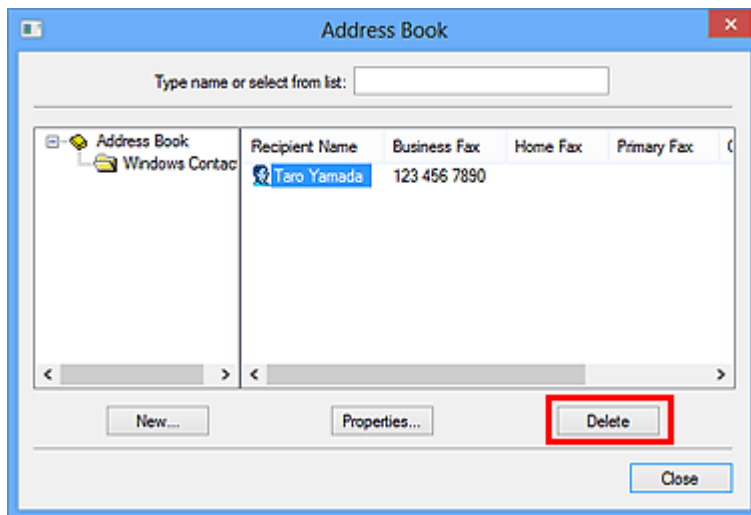 Address Book
Type name or select from list:
Address Book
Windows Contac
Recipient Name Business Fax Home Fax Primary Fax
Taro Yamada 123 456 7890
New... Properties... Delete
Close